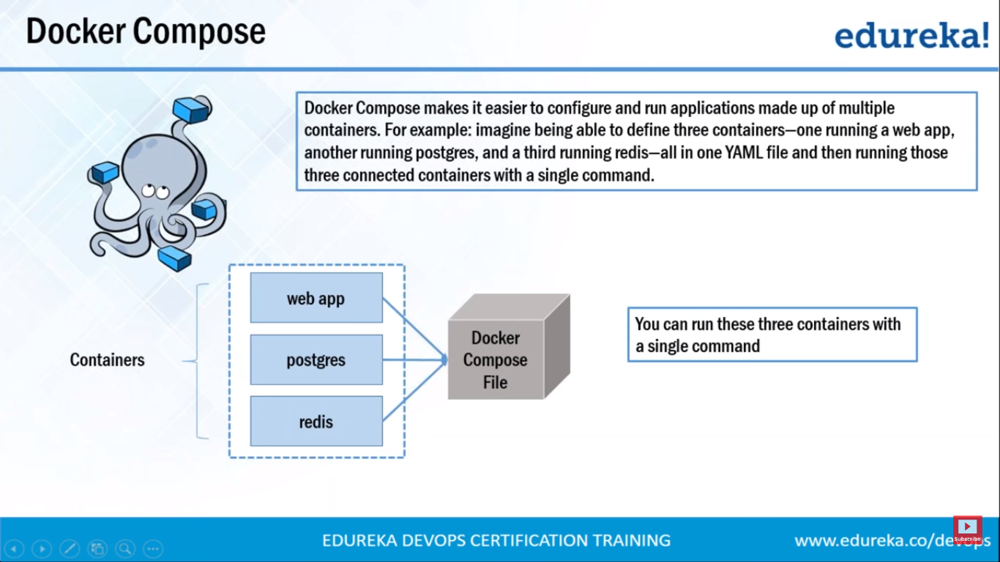 Docker Compose
edureka!
Docker Compose makes it easier to configure and run applications made up of multiple
containers. For example: imagine being able to define three containers—one running a web app,
another running postgres, and a third running redis—all in one YAML file and then running those
three connected containers with a single command.
web app
postgres
redis
Containers
Docker
Compose
File
You can run these three containers with
a single command
EDUREKA DEVOPS CERTIFICATION TRAINING
www.edureka.co/devops
Subscribe